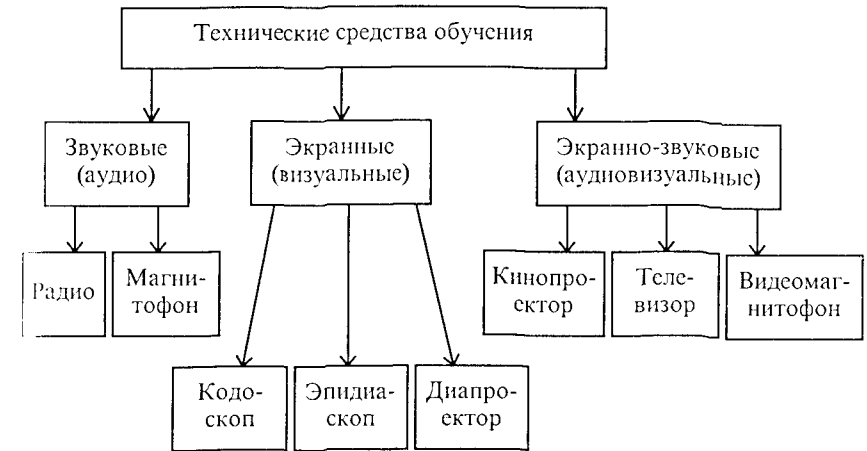 Технические средства обучения
Звуковые
(аудио)
Экранные
(визуальные)
Экранно-звуковые
(аудиовизуальные)
Радио
Магни-
тофон
Кинопро-
ектор
Теле-
визор
Видеомаг-
нитофон
Кодо-
скоп
Эпидиа-
скоп
Диапро-
ектор